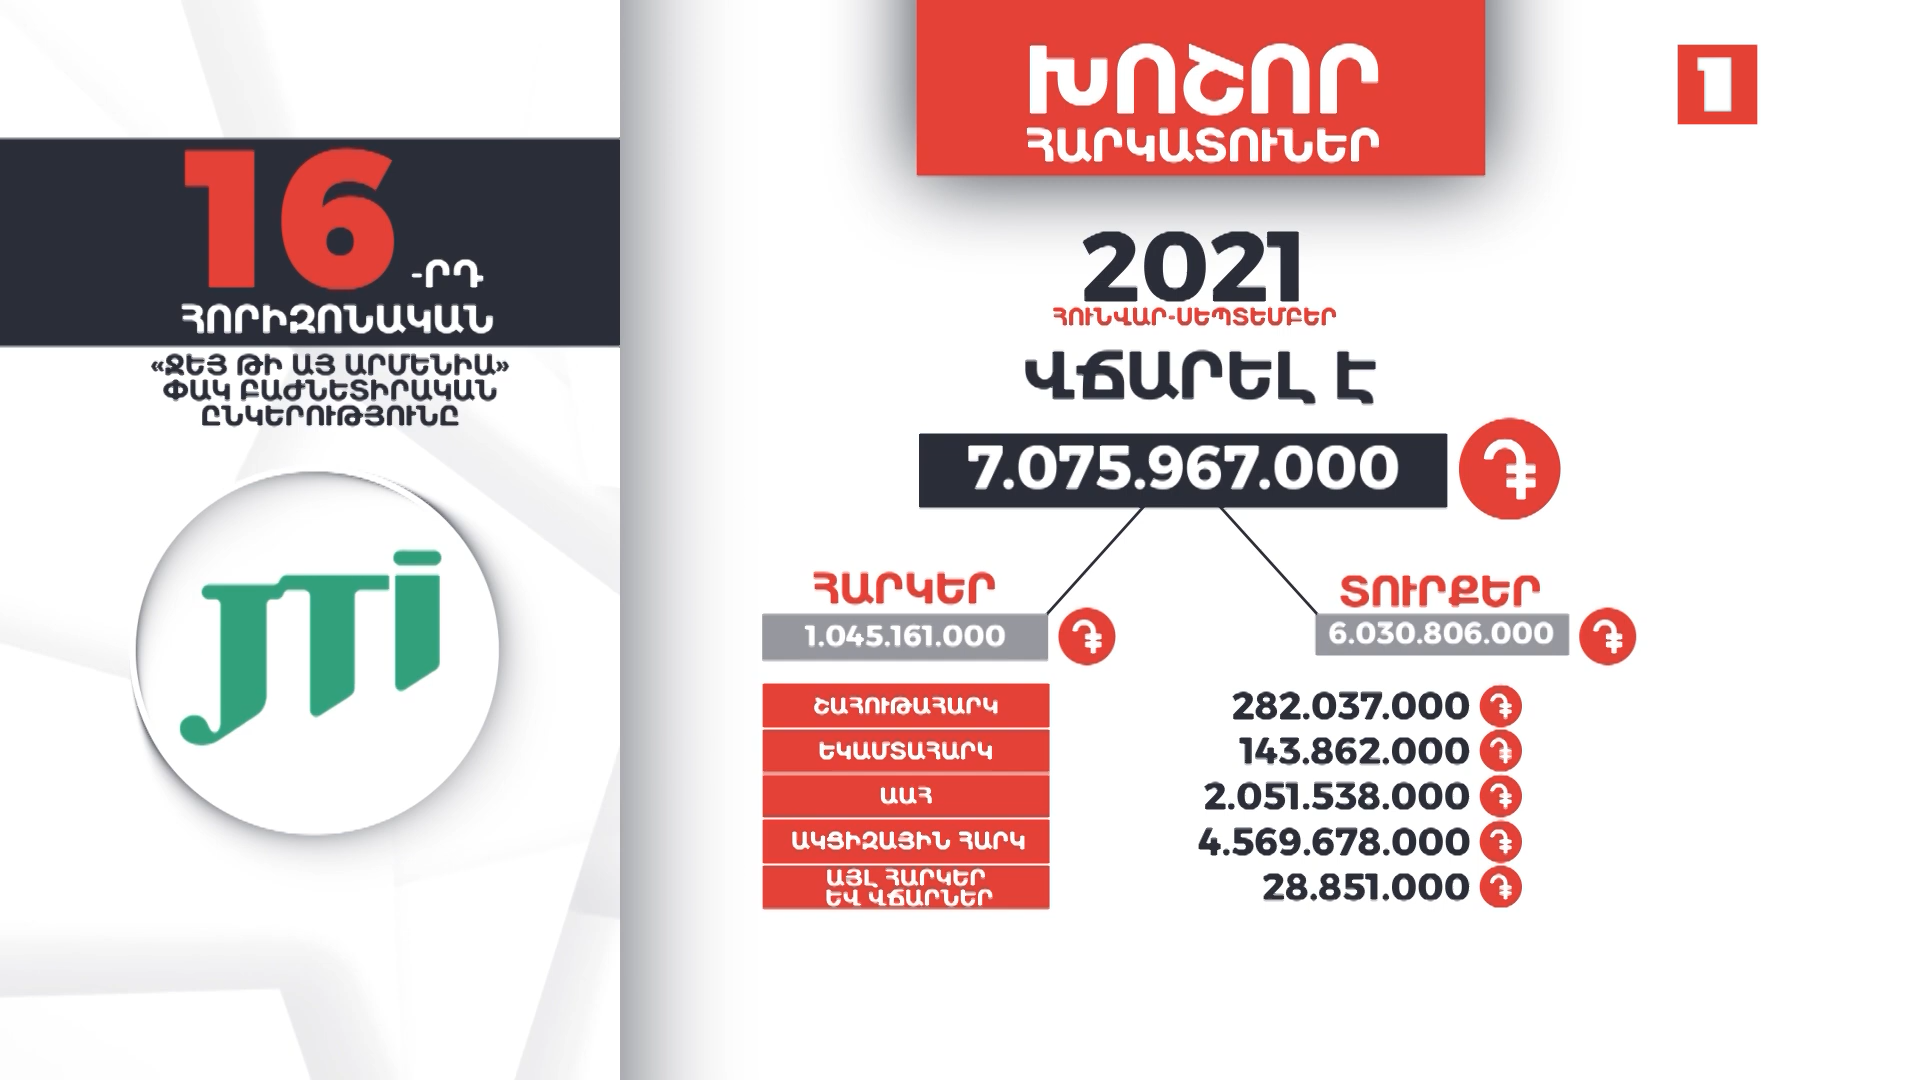 16-ՐԴ
ՀՈՐԻԶՈՆԱԿԱՆ
«ՋԵՅ ԹԻ ԱՅ ԱՐՄԵՆԻԱ»
ՓԱԿ ԲԱԺՆԵՏԻՐԱԿԱՆ
ԸՆԿԵՐՈՒԹՅՈՒՆԸ
JTI
ԽՈՇՈՐ
ՀԱՐԿԱՏՈՒՆԵՐ
1
2021
ՀՈՒՆՎԱՐ-ՍԵՊՏԵՄԲԵՐ
ՎՃԱՐԵԼ Է
7.075.967.000 ֏
ՀԱՐԿԵՐ
1.045.161.000 ֏
ՏՈՒՐՔԵՐ
6.030.806.000 ֏
ՇԱՀՈՒԹԱՀԱՐԿ 282.037.000 ֏
ԵԿԱՄՏԱՀԱՐԿ 143.862.000 ֏
ԱԱՀ 2.051.538.000 ֏
ԱԿՑԻԶԱՅԻՆ ՀԱՐԿ 4.569.678.000 ֏
ԱՅԼ ՀԱՐԿԵՐ
ԵՎ ՎՃԱՐՆԵՐ 28.851.000 ֏